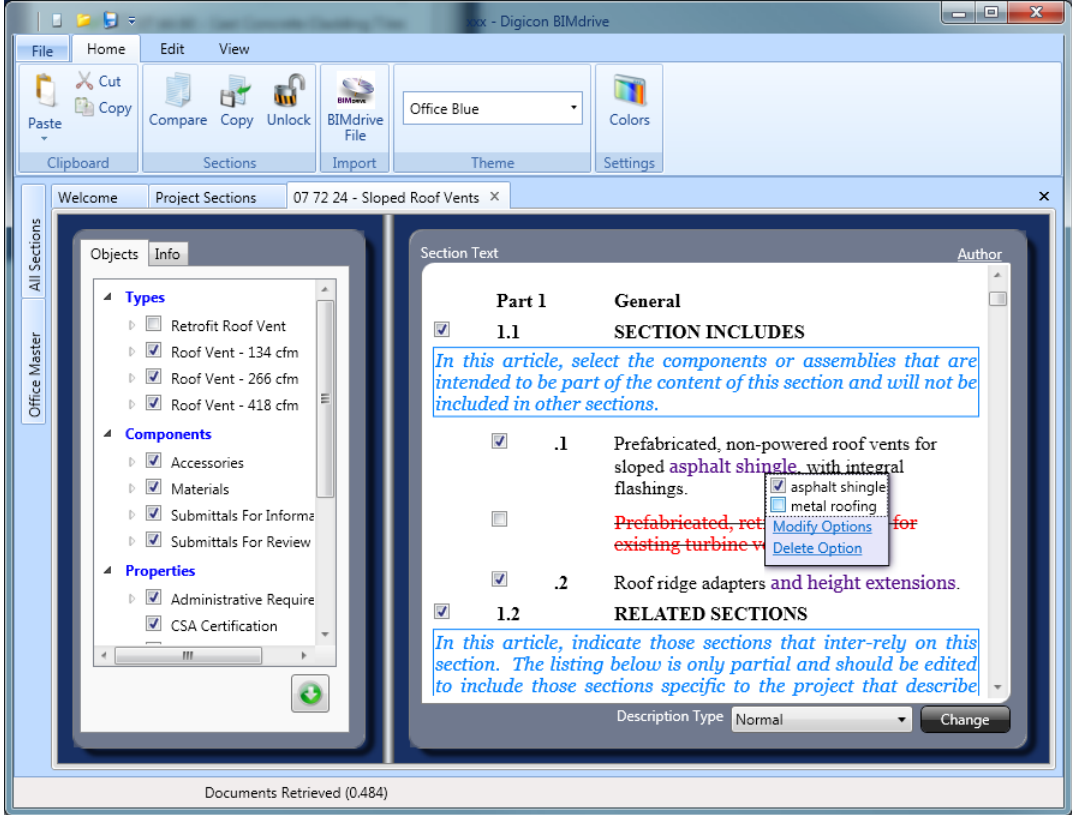 xxx - Digicon BIMdrive
File Home Edit View
Paste
Cut
Copy
Clipboard
Compare Copy Unlock
Sections
BIMdrive
BIMdrive File
Import
Office Blue
Theme
Colors
Settings
All Sections
Office Master
Welcome Project Sections 07 72 24 - Sloped Roof Vents
Objects Info
Types
Retrofit Roof Vent
Roof Vent - 134 cfm
Roof Vent - 266 cfm
Roof Vent - 418 cfm
Components
Accessories
Materials
Submittals For Informa
Submittals For Review
Properties
Administrative Require
CSA Certification
Section Text Author
Part 1 General
1.1 SECTION INCLUDES
In this article, select the components or assemblies that are
intended to be part of the content of this section and will not be
included in other sections.
.1 Prefabricated, non-powered roof vents for
sloped asphalt shingle, with integral
flashings.
asphalt shingle
metal roofing
Modify Options
Delete Option
Prefabricated, ret for
existing turbine v
.2 Roof ridge adapters and height extensions.
1.2 RELATED SECTIONS
In this article, indicate those sections that inter-rely on this
section. The listing below is only partial and should be edited
to include those sections specific to the project that describe
Description Type Normal Change
Documents Retrieved (0.484)